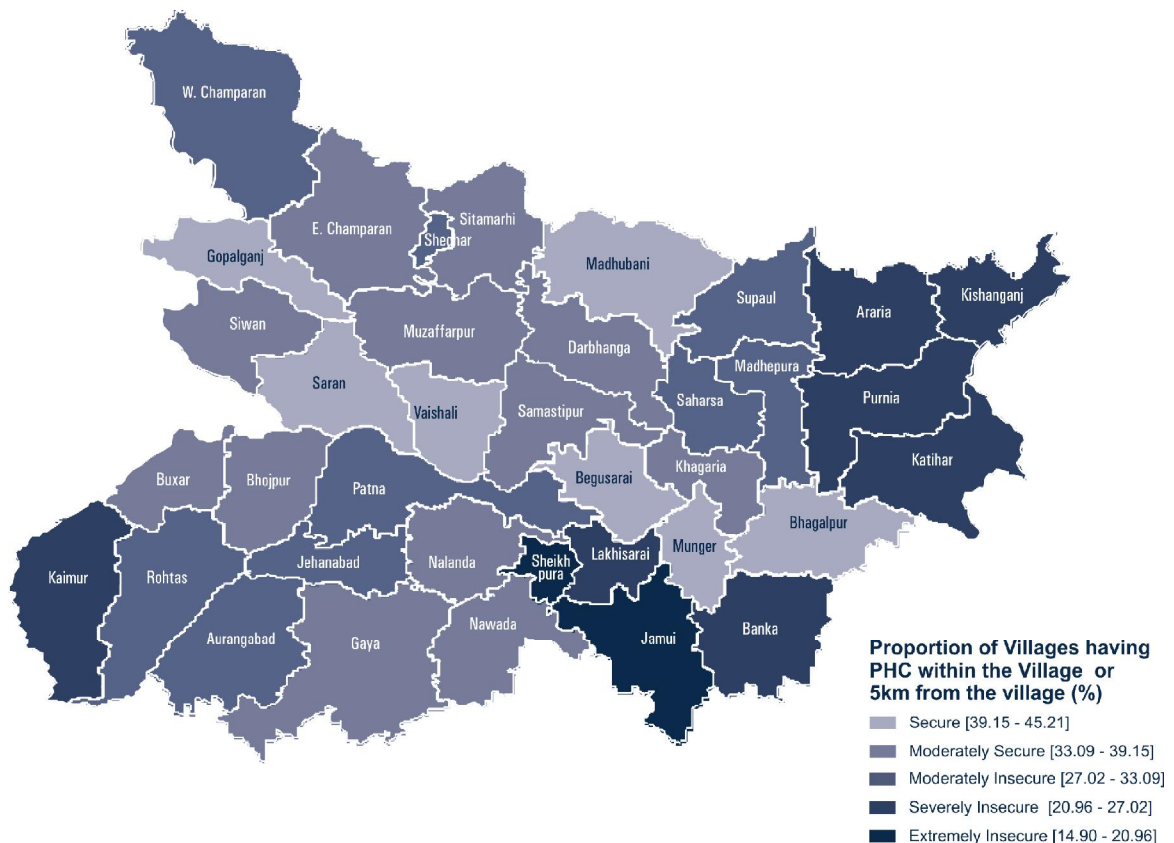 W. Champaran
Sitamarhi
E. Champaran
Sheohar
Gopalganj
Madhubani
Kishanganj
Supaul
Araria
Siwan
Muzaffarpur
Darbhanga
Madhepura
Saran
Purnia
Saharsa
Vaishali
Samastipur
Katihar
Khagaria
Buxar
Bhojpur
Begusarai
Patna
Bhagalpur
Munger
Lakhisarai
Nalanda
Jehanabad
Sheikh
pura
Kaimur
Rohtas
Nawada
Banka
Aurangabad
Gaya
Jamui
Proportion of Villages having
PHC within the Village or
5km from the village (%)
Secure [39.15 - 45.21]
Moderately Secure [33.09 - 39.15]
Moderately Insecure [27.02 - 33.09]
Severely Insecure [20.96 - 27.02]
Extremely Insecure [14.90 - 20.96]